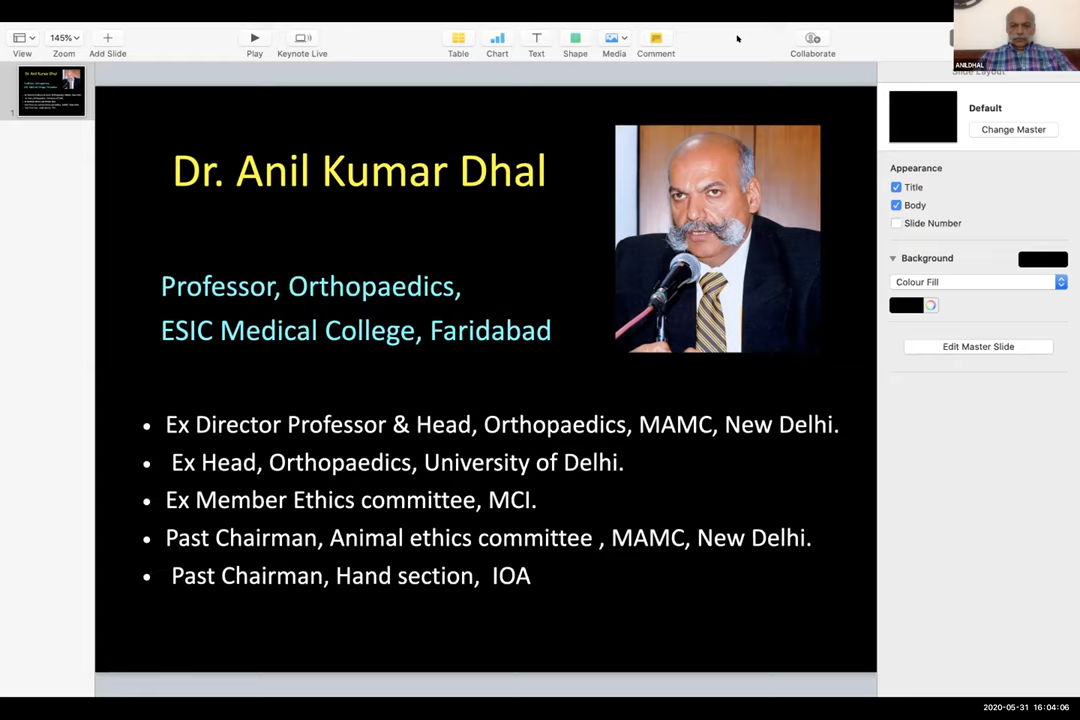 View
145%
Zoom
Add Slide
Play
Keynote Live
Table
Chart
Text
Shape
Media
Comment
Collaborate
ANILDHAL
Slide Layout
1
Dr. Anil Kumar Dhal
Professor, Orthopaedics,
ESIC Medical College, Faridabad
• Ex Director Professor & Head, Orthopaedics, MAMC, New Delhi.
• Ex Head, Orthopaedics, University of Delhi.
• Ex Member Ethics committee, MCI.
• Past Chairman, Animal ethics committee , MAMC, New Delhi.
• Past Chairman, Hand section, IOA
Default
Change Master
Appearance
Title
Body
Slide Number
Background
Colour Fill
Edit Master Slide
2020-05-31 16:04:06